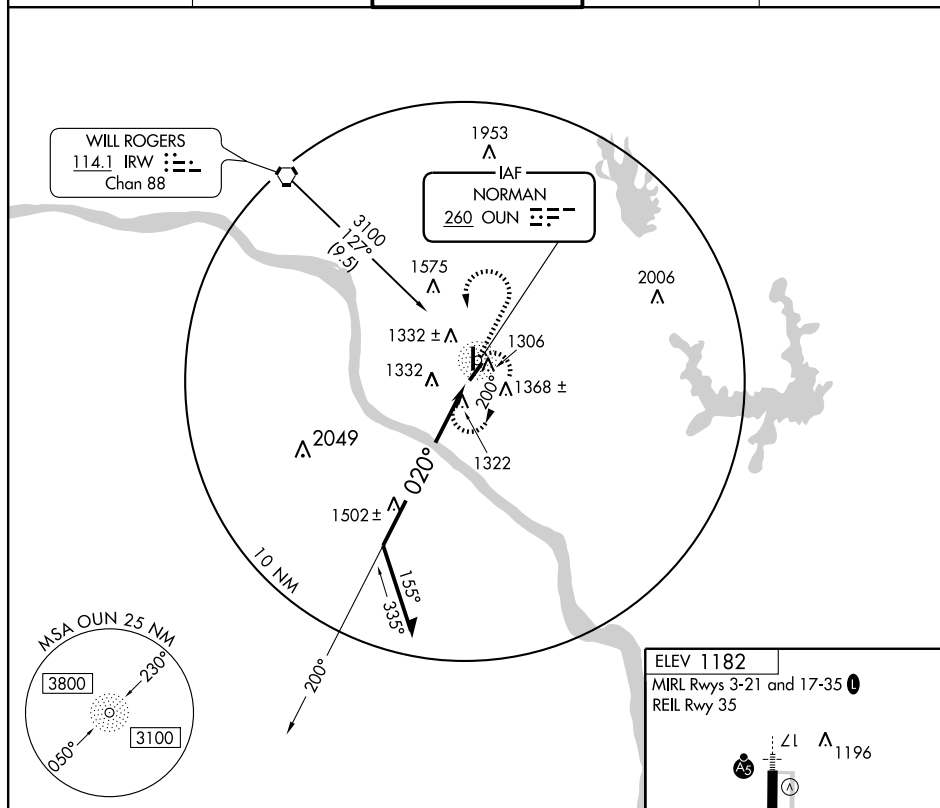 WILL ROGERS
114.1 IRW
Chan 88
1953
IAF
NORMAN
260 OUN
3100
127°
(9.5)
1575
2006
1332 ±
1306
1332
200°
1368 ±
2049
1322
020°
1502 ±
10 NM
155°
335°
200°
MSA OUN 25 NM
3800
230°
050°
3100
ELEV 1182
MIRL Rwys 3-21 and 17-35 L
REIL Rwy 35
17
1196
A5